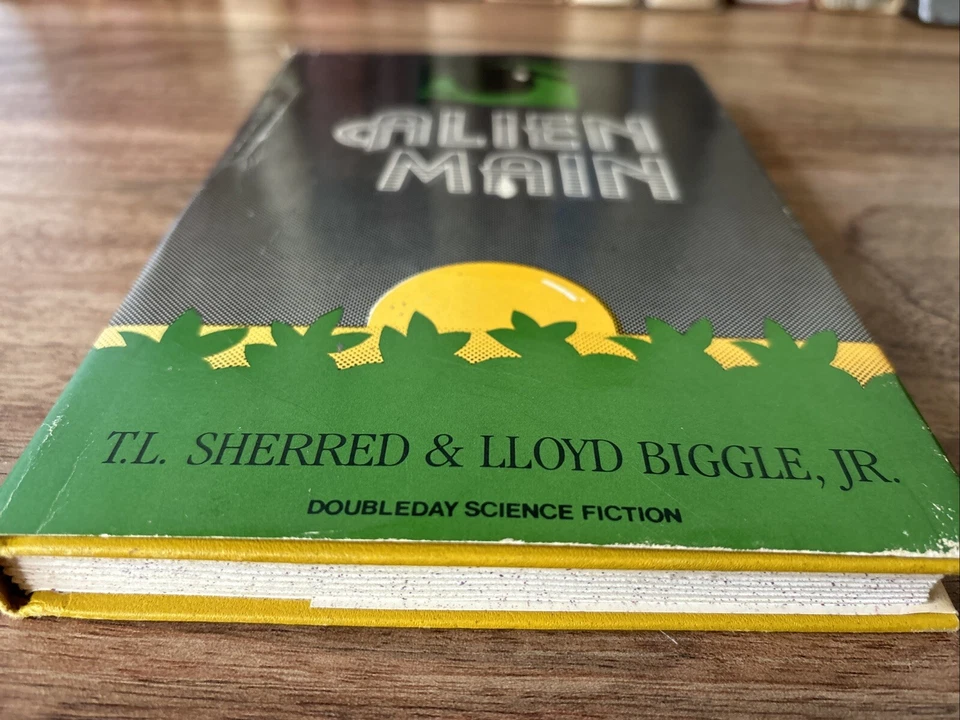 ALIEN
MAIN
T.L. SHERRED & LLOYD BIGGLE, JR.
DOUBLEDAY SCIENCE FICTION